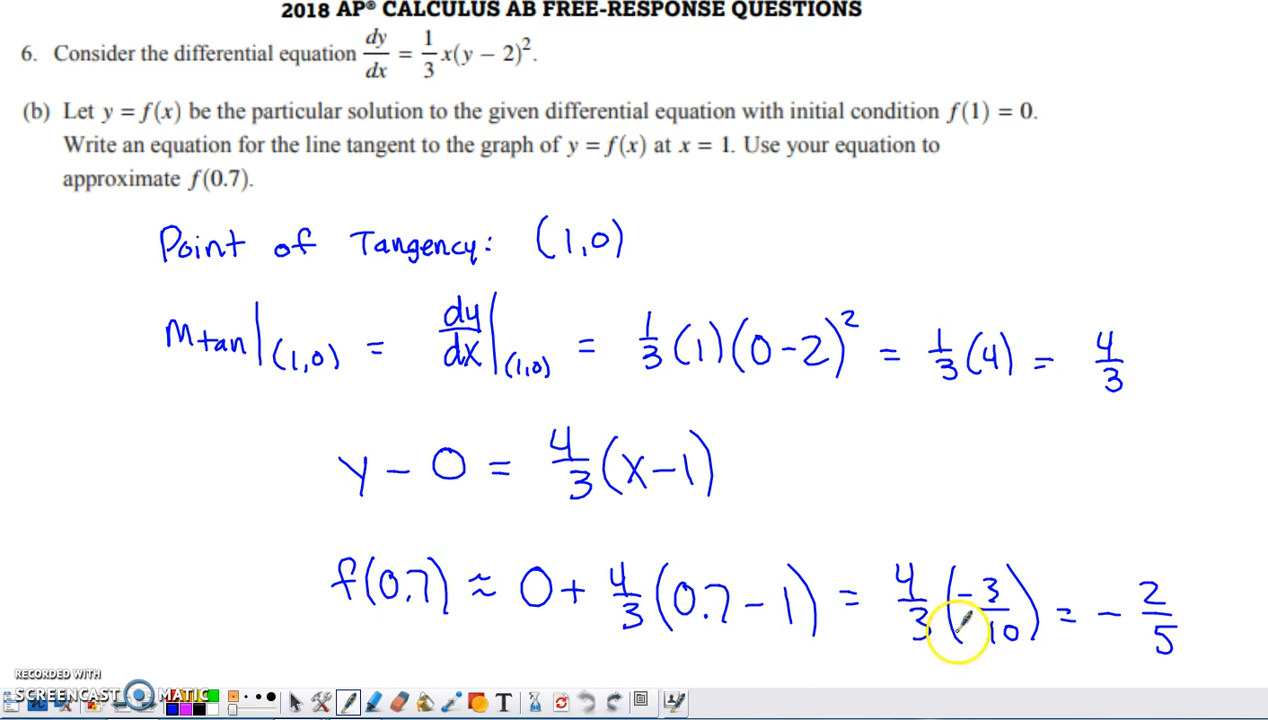 2018 AP® CALCULUS AB FREE-RESPONSE QUESTIONS
6. Consider the differential equation dy/dx = 1/3 x(y − 2)².
(b) Let y = f(x) be the particular solution to the given differential equation with initial condition f(1) = 0.
Write an equation for the line tangent to the graph of y = f(x) at x = 1. Use your equation to
approximate f(0.7).
Point of Tangency: (1,0)
Mtan|(1,0) = dy/dx|(1,0) = 1/3 (1)(0-2)² = 1/3 (4) = 4/3
y - 0 = 4/3 (x-1)
f(0.7) ≈ 0 + 4/3 (0.7 - 1) = 4/3 (-3/10) = - 2/5
RECORDED WITH
SCREENCAST MATIC
T